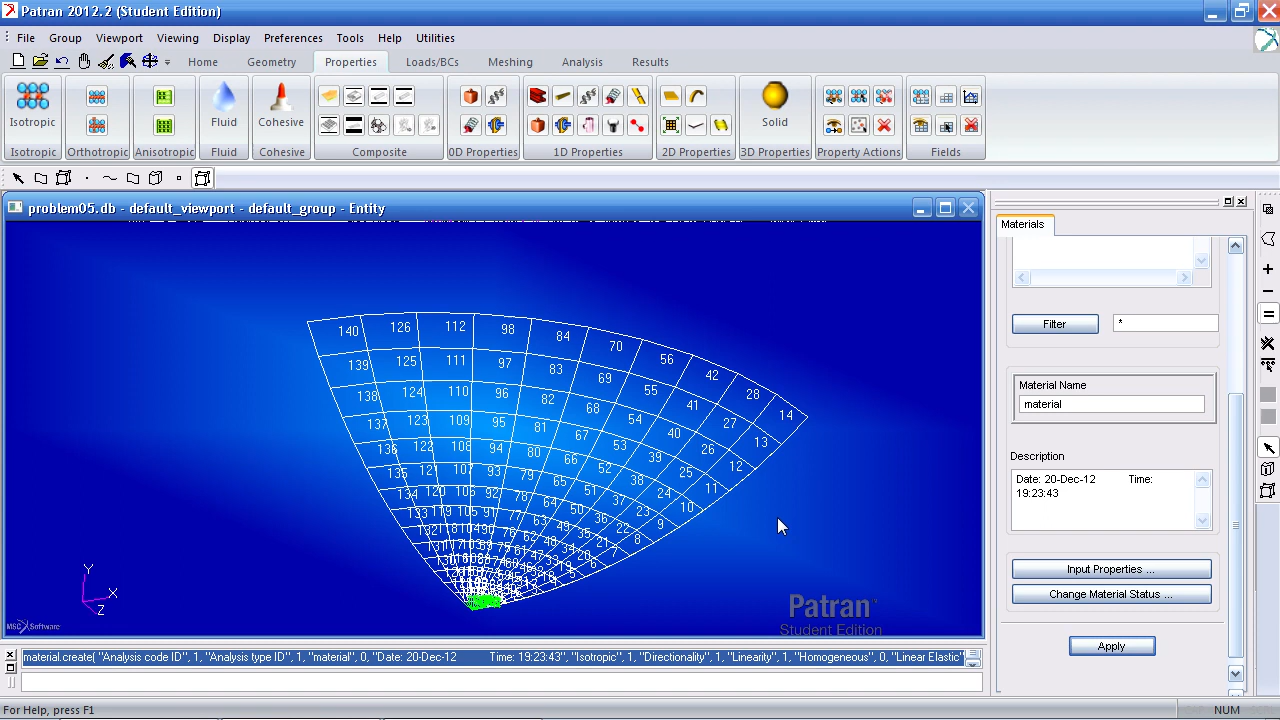 Patran 2012.2 (Student Edition)
File Group Viewport Viewing Display Preferences Tools Help Utilities
Home Geometry Properties Loads/BCs Meshing Analysis Results
Isotropic Fluid Cohesive Solid
Isotropic Orthotropic Anisotropic Fluid Cohesive Composite 0D Properties 1D Properties 2D Properties 3D Properties Property Actions Fields
problem05.db - default_viewport - default_group - Entity
Materials
Filter *
Material Name
material
Description
Date: 20-Dec-12 Time:
19:23:43
Input Properties ...
Change Material Status ...
Apply
140 126 112 98 84 70 56 42 28 14
139 125 111 97 83 69 55 41 27 13
138 124 110 96 82 68 54 40 26 12
137 123 109 95 81 67 53 39 25 11
136 122 108 94 80 66 52 38 24 10
135 121 107 93 79 65 51 37 23 9
134 120 106 92 78 64 50 36 22 8
133 119 105 91 77 63 49 35 21 7
Y
X
Z
MSC Software
Patran
Student Edition
material.create( "Analysis code ID", 1, "Analysis type ID", 1, "material", 0, "Date: 20-Dec-12 Time: 19:23:43", "Isotropic", 1, "Directionality", 1, "Linearity", 1, "Homogeneous", 0, "Linear Elastic"
For Help, press F1
NUM